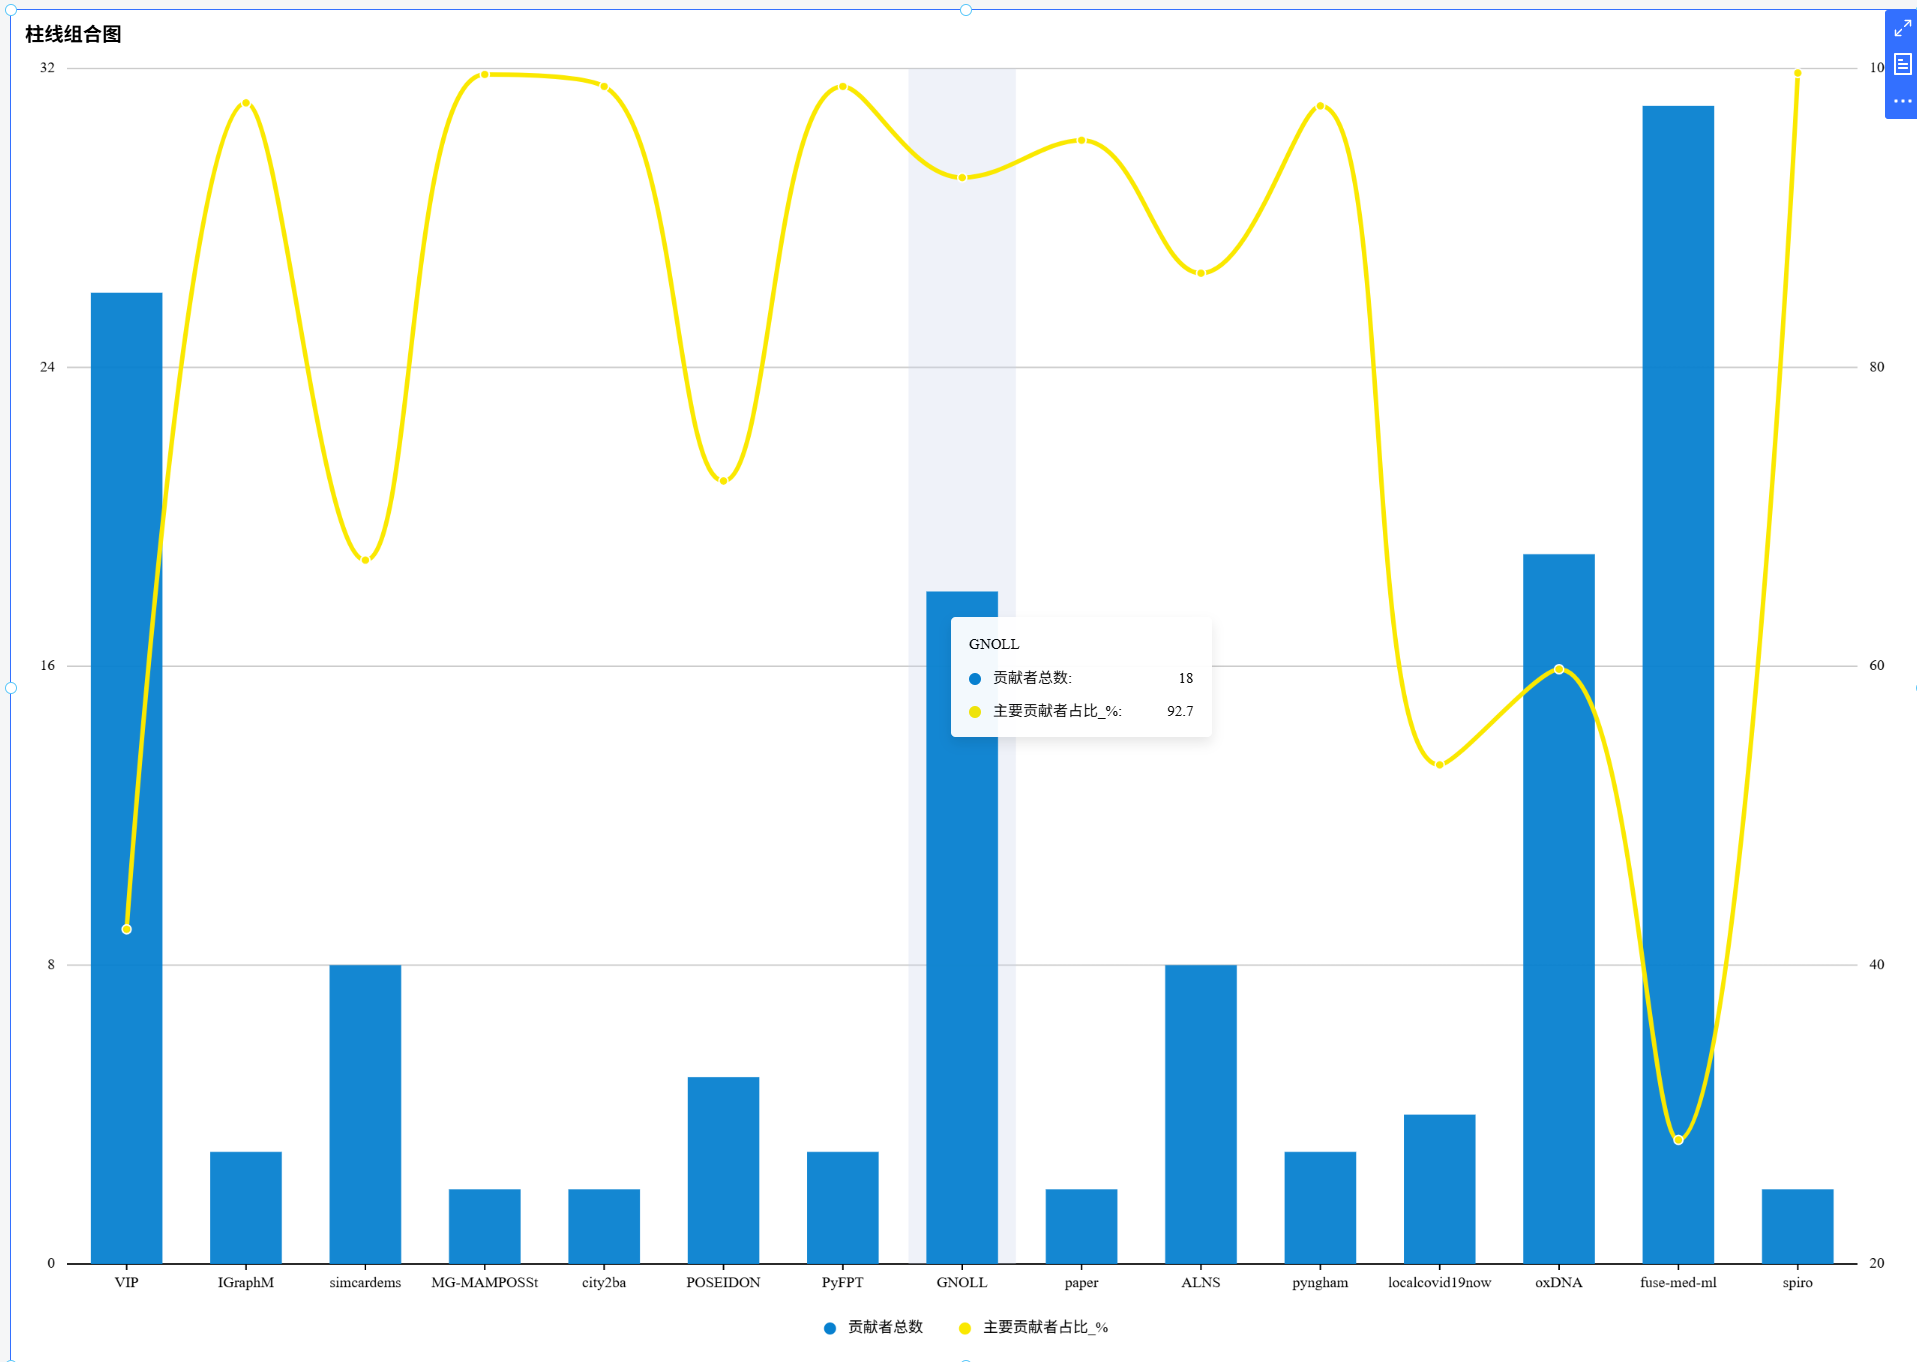 柱线组合图
32
24
16
8
0
10
80
60
40
20
GNOLL
贡献者总数: 18
主要贡献者占比_%: 92.7
VIP IGraphM simcardems MG-MAMPOSSt city2ba POSEIDON PyFPT GNOLL paper ALNS pyngham localcovid19now oxDNA fuse-med-ml spiro
贡献者总数 主要贡献者占比_%